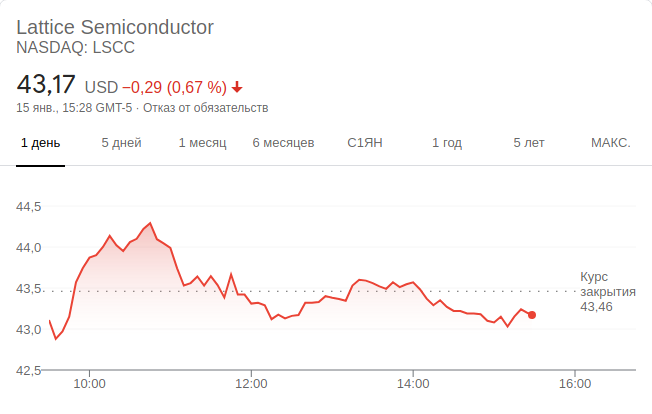 Lattice Semiconductor
NASDAQ: LSCC
43,17 USD −0,29 (0,67 %)
15 янв., 15:28 GMT-5 · Отказ от обязательств
1 день 5 дней 1 месяц 6 месяцев С1ЯН 1 год 5 лет МАКС.
44,5
44,0
43,5
43,0
42,5
Курс
закрытия
43,46
10:00 12:00 14:00 16:00